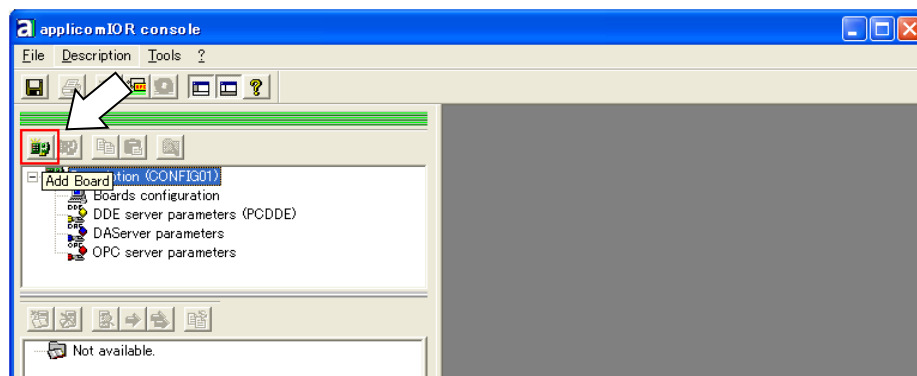 applicomIOR console
File Description Tools ?
ption (CONFIG01)
Add Board
Boards configuration
DDE server parameters (PCDDE)
DAServer parameters
OPC server parameters
Not available.